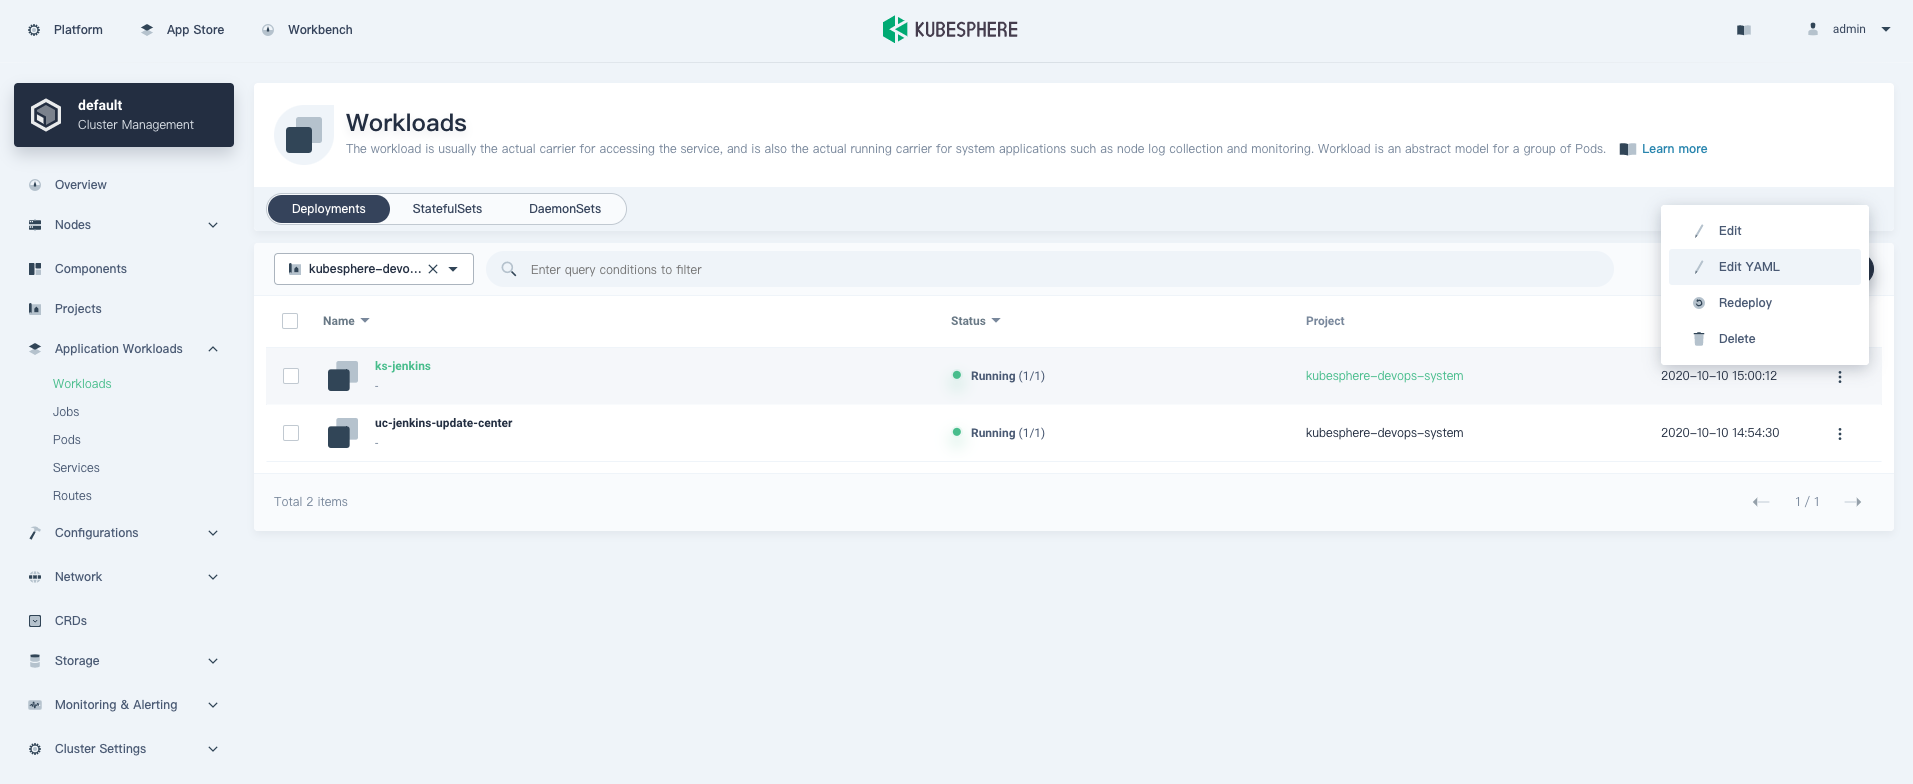 Platform
App Store
Workbench
KUBESPHERE
admin
default
Cluster Management
Overview
Nodes
Components
Projects
Application Workloads
Workloads
Jobs
Pods
Services
Routes
Configurations
Network
CRDs
Storage
Monitoring & Alerting
Cluster Settings
Workloads
The workload is usually the actual carrier for accessing the service, and is also the actual running carrier for system applications such as node log collection and monitoring. Workload is an abstract model for a group of Pods. Learn more
Deployments StatefulSets DaemonSets
kubesphere-devo...
Enter query conditions to filter
Edit
Edit YAML
Redeploy
Delete
Name Status Project
ks-jenkins
-
Running (1/1) kubesphere-devops-system 2020-10-10 15:00:12
uc-jenkins-update-center
-
Running (1/1) kubesphere-devops-system 2020-10-10 14:54:30
Total 2 items
1 / 1